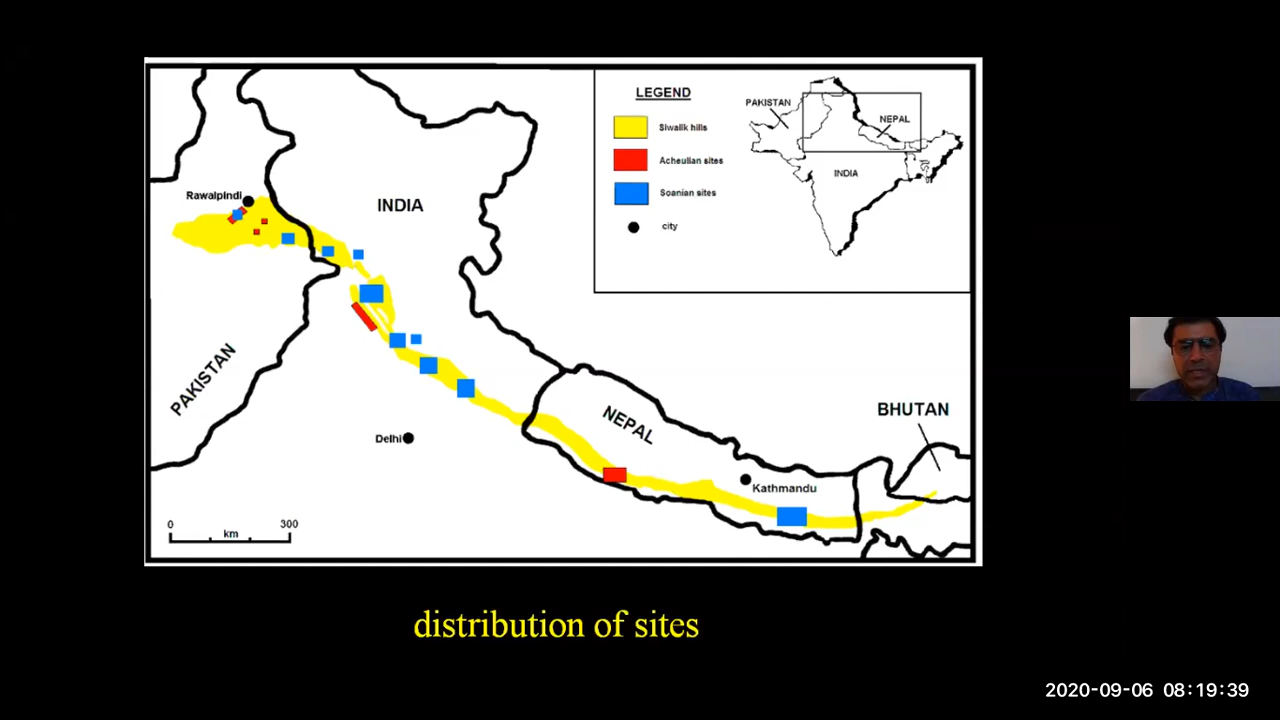 LEGEND
Siwalik hills
Acheulian sites
Soanian sites
city
PAKISTAN
NEPAL
INDIA
Rawalpindi
INDIA
PAKISTAN
Delhi
NEPAL
Kathmandu
BHUTAN
0 300
km
distribution of sites
2020-09-06 08:19:39